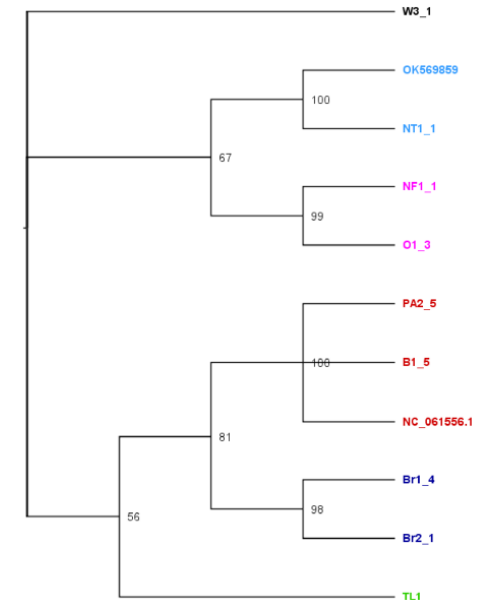 W3_1
OK569859
100
NT1_1
67
NF1_1
99
O1_3
PA2_5
100
B1_5
NC_061556.1
81
Br1_4
98
Br2_1
56
TL1